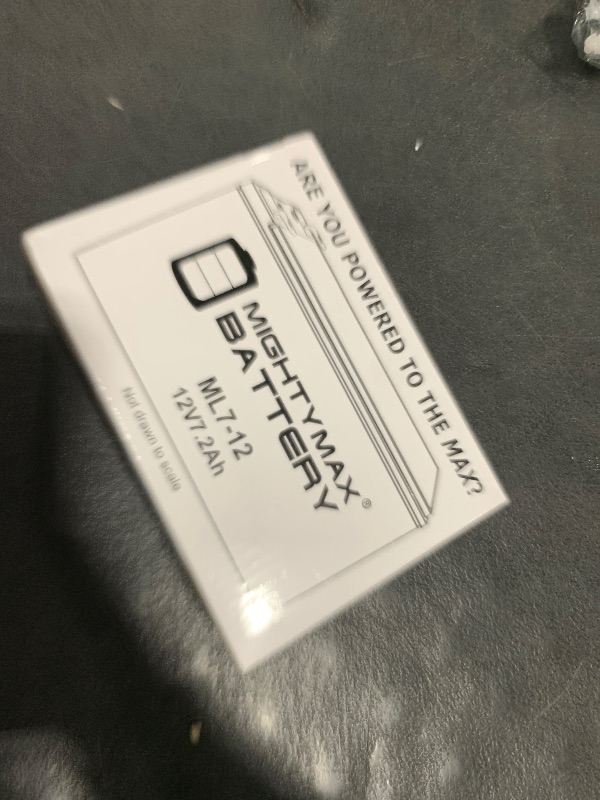 ARE YOU POWERED TO THE MAX?
MIGHTYMAX®
BATTERY
ML7-12
12V7.2Ah
Not drawn to scale